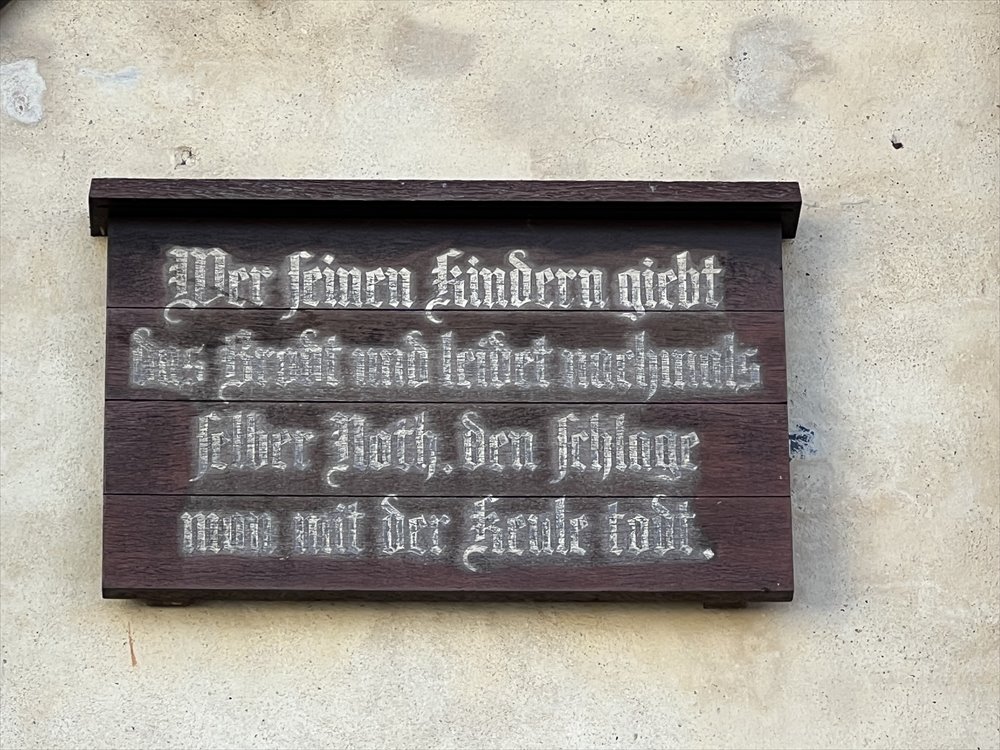 Wer seinen Kindern giebt
das Brodt und leidet nachmals
selber Noth. den schlage
man mit der Keule todt.